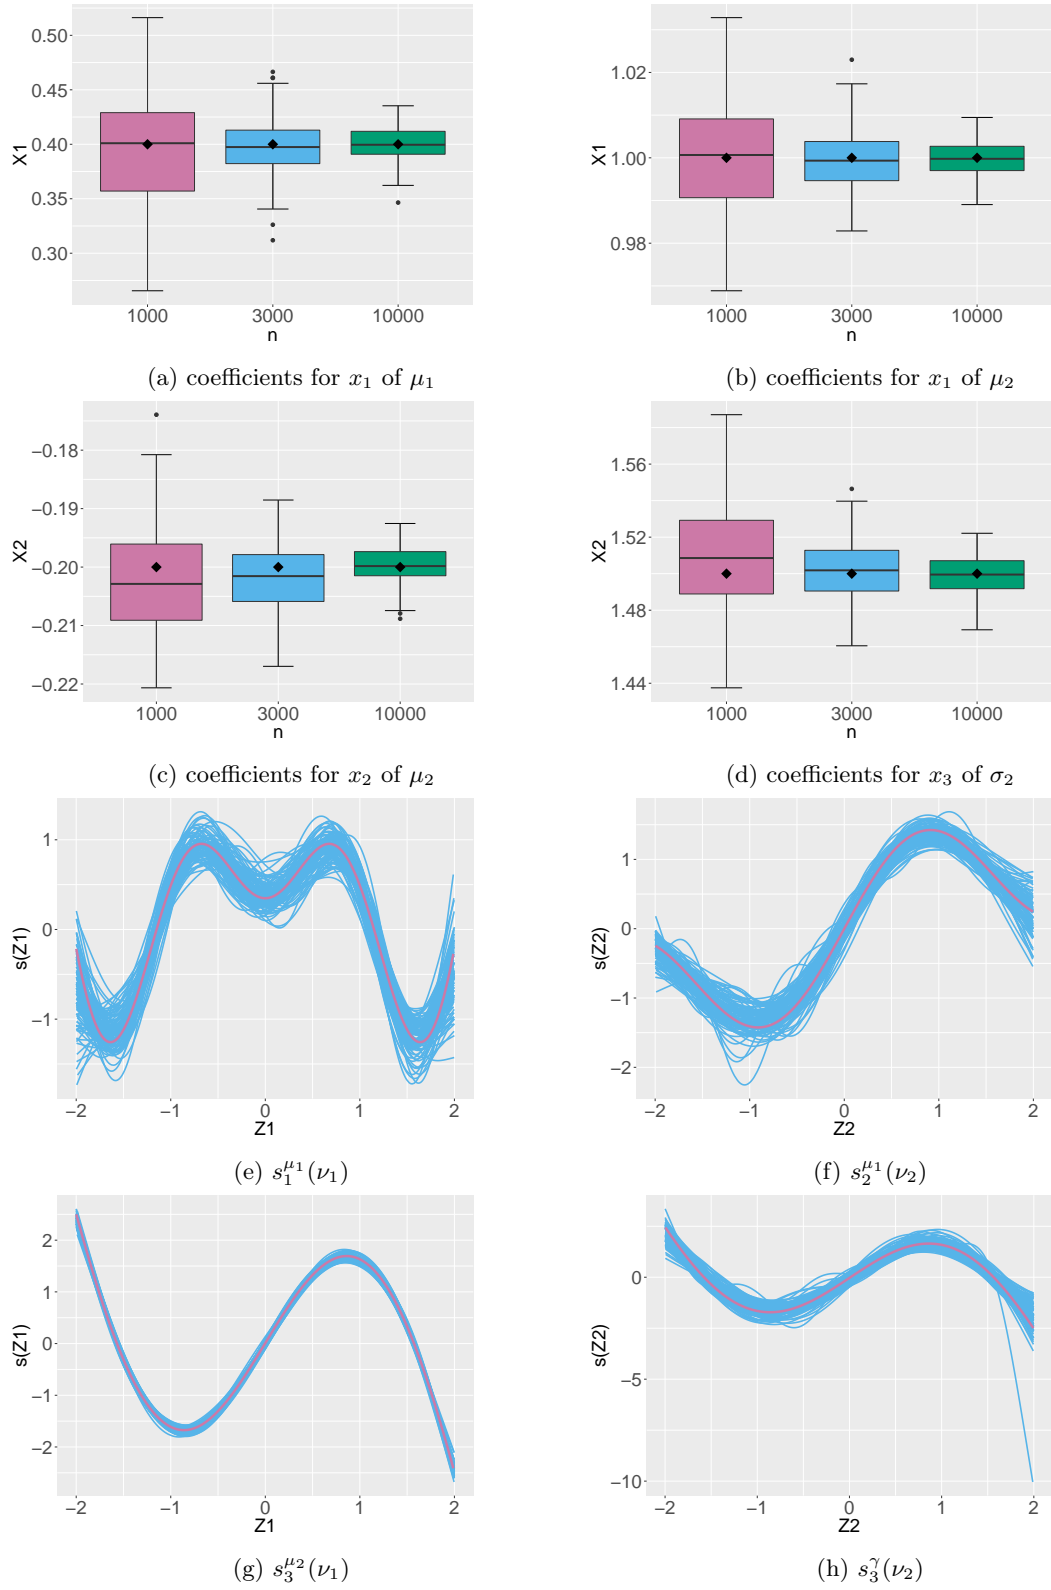 0.50
0.45
0.40
0.35
0.30
X1
1000 3000 10000
n
(a) coefficients for x₁ of μ₁
1.02
1.00
0.98
X1
1000 3000 10000
n
(b) coefficients for x₁ of μ₂
−0.18
−0.19
−0.20
−0.21
−0.22
X2
1000 3000 10000
n
(c) coefficients for x₂ of μ₂
1.56
1.52
1.48
1.44
X2
1000 3000 10000
n
(d) coefficients for x₃ of σ₂
1
0
−1
s(Z1)
−2 −1 0 1 2
Z1
(e) s₁^μ₁(ν₁)
1
0
−1
−2
s(Z2)
−2 −1 0 1 2
Z2
(f) s₂^μ₁(ν₂)
2
1
0
−1
−2
s(Z1)
−2 −1 0 1 2
Z1
(g) s₃^μ₂(ν₁)
0
−5
−10
s(Z2)
−2 −1 0 1 2
Z2
(h) s₃^γ(ν₂)